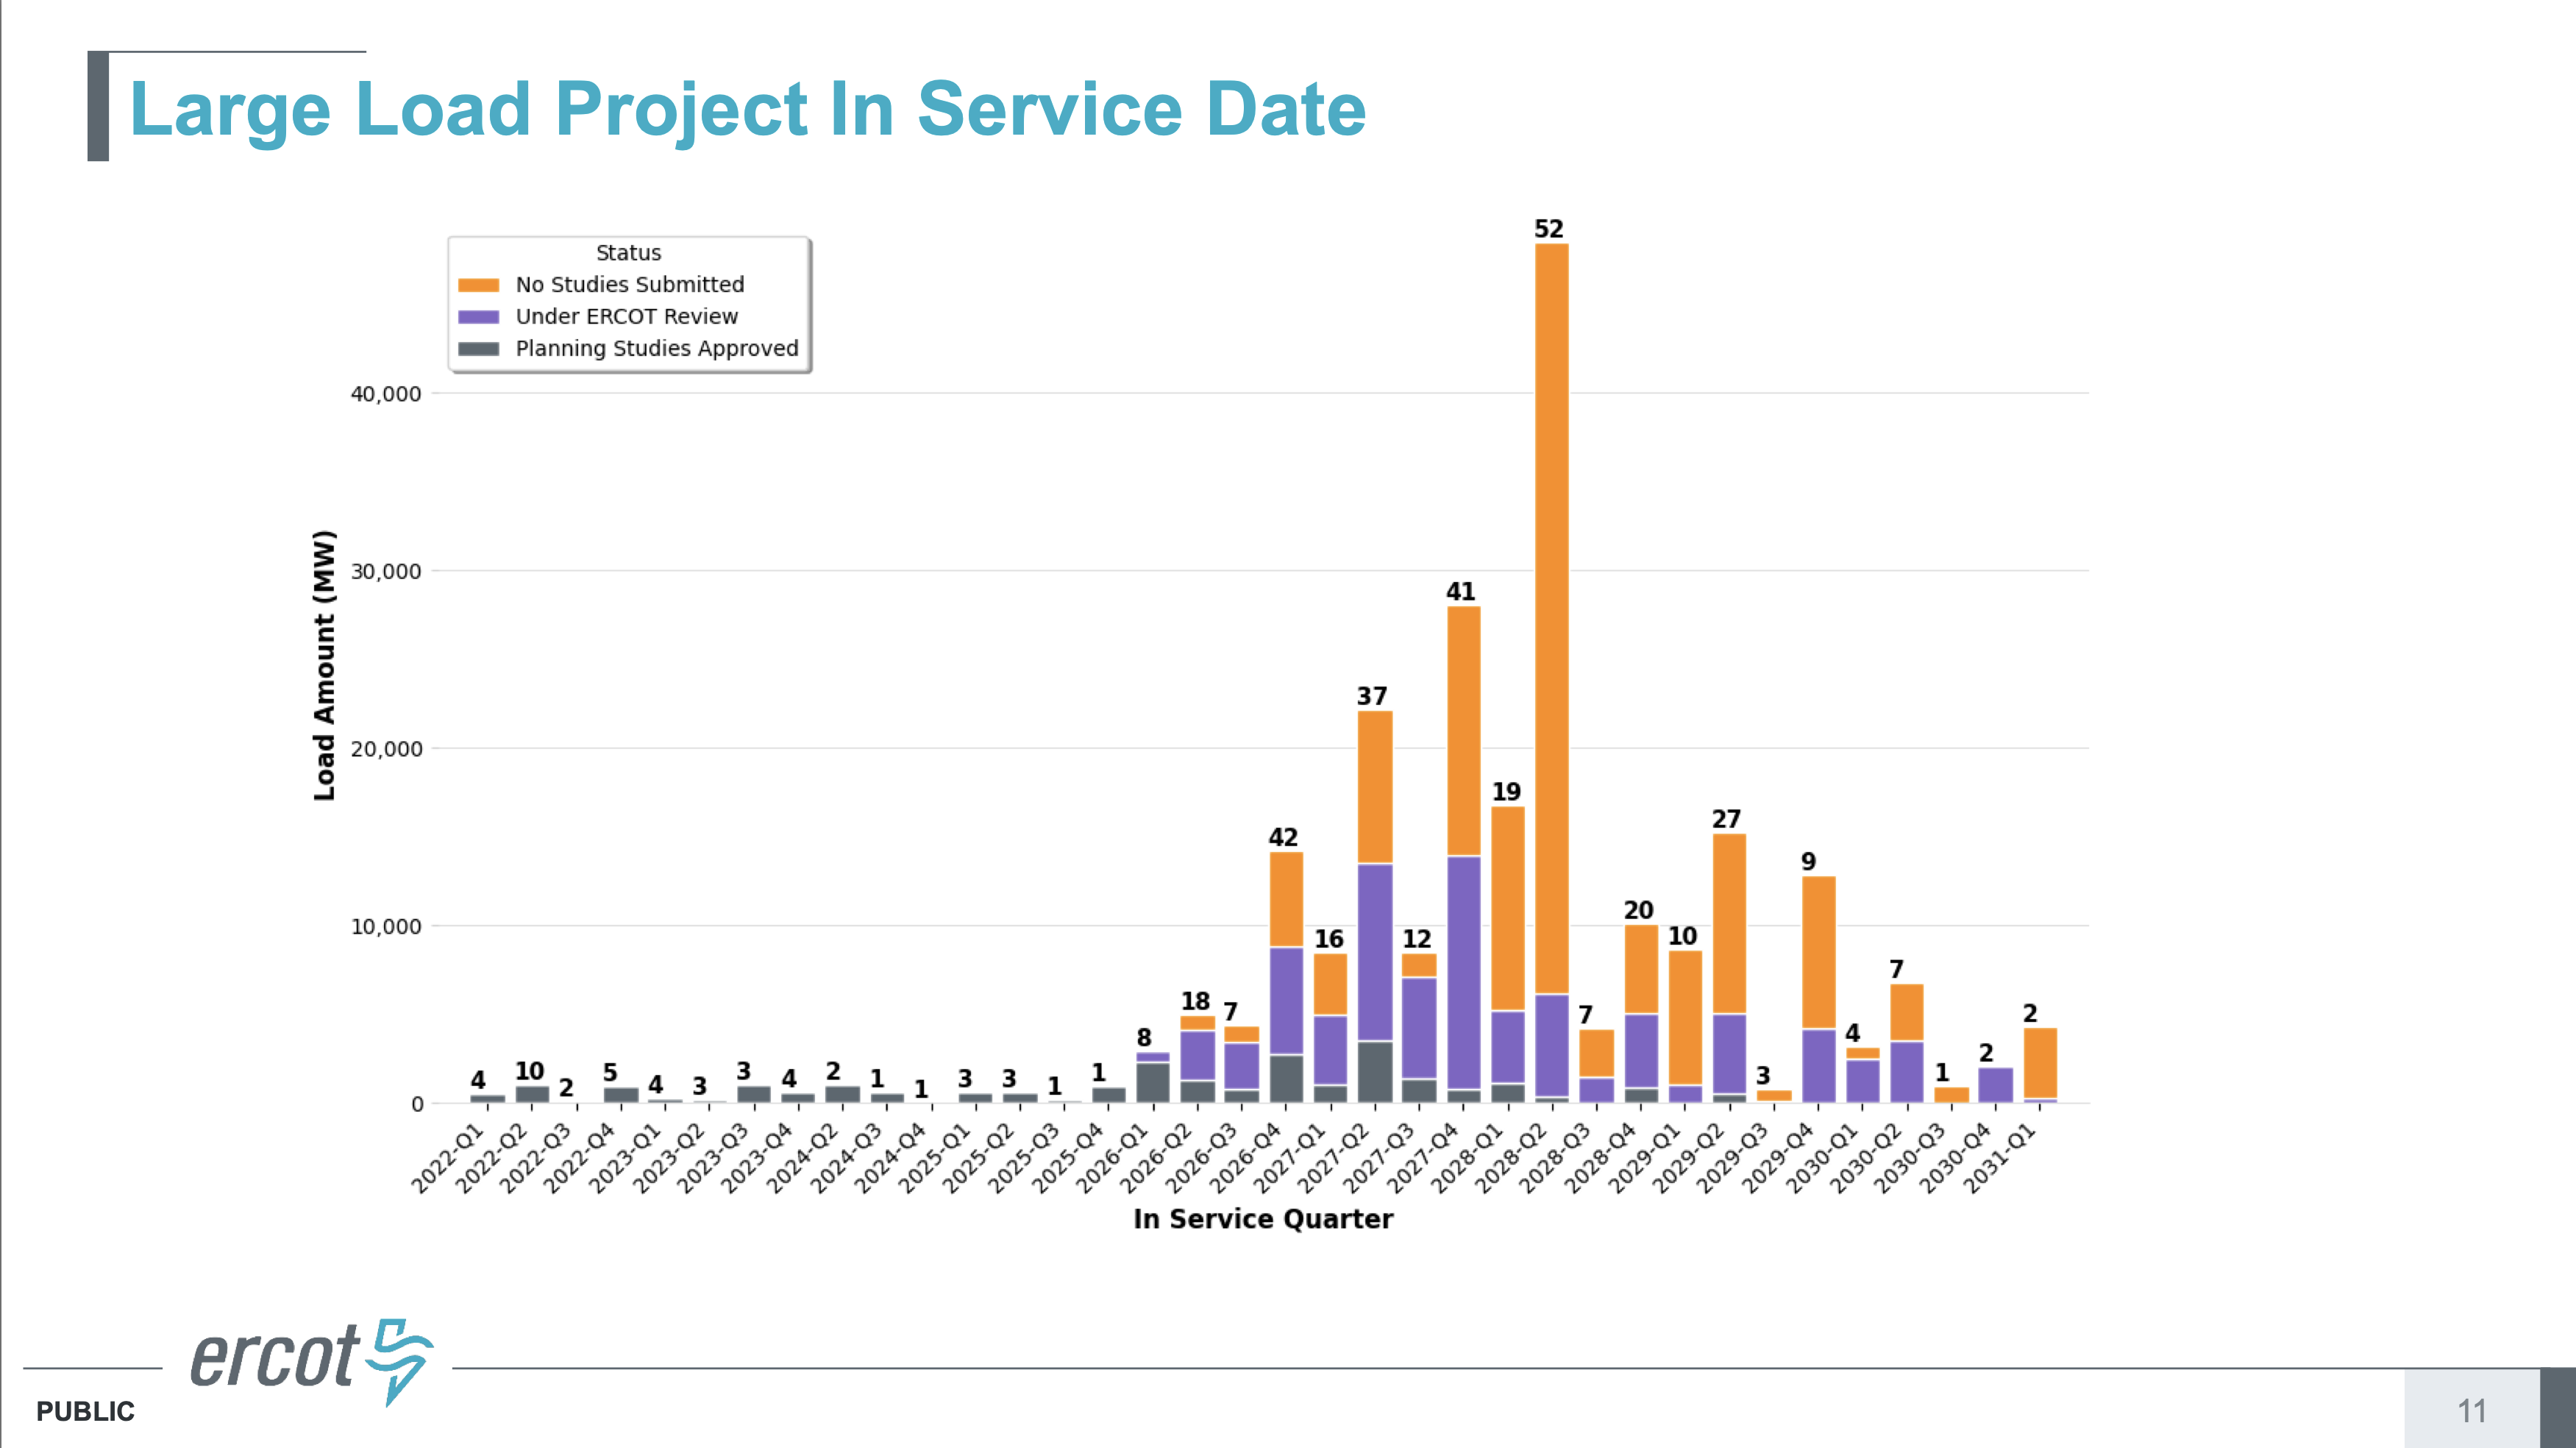 Large Load Project In Service Date
Status
No Studies Submitted
Under ERCOT Review
Planning Studies Approved
Load Amount (MW)
40,000
30,000
20,000
10,000
0
4
10
2
5
4
3
3
4
2
1
1
3
3
1
1
8
18
7
42
16
37
12
41
19
52
7
20
10
27
3
9
4
7
1
2
2
2022-Q1
2022-Q2
2022-Q3
2022-Q4
2023-Q1
2023-Q2
2023-Q3
2023-Q4
2024-Q2
2024-Q3
2024-Q4
2025-Q1
2025-Q2
2025-Q3
2025-Q4
2026-Q1
2026-Q2
2026-Q3
2026-Q4
2027-Q1
2027-Q2
2027-Q3
2027-Q4
2028-Q1
2028-Q2
2028-Q3
2028-Q4
2029-Q1
2029-Q2
2029-Q3
2029-Q4
2030-Q1
2030-Q2
2030-Q3
2030-Q4
2031-Q1
In Service Quarter
ercot
PUBLIC
11